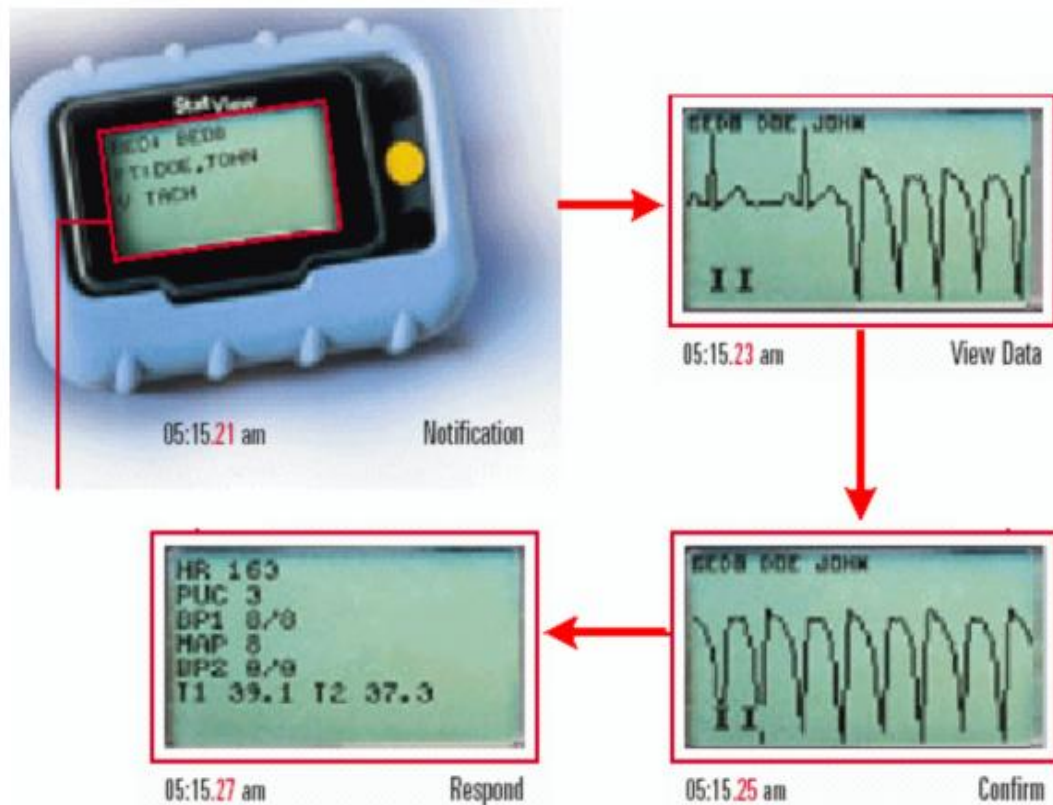 Stat View
BED: BED8
PT:DOE,JOHN
V TACH
05:15.21 am Notification
BED8 DOE,JOHN
II
05:15.23 am View Data
BED8 DOE JOHN
II
05:15.25 am Confirm
HR 163
PVC 3
BP1 0/0
MAP 0
BP2 0/0
T1 39.1 T2 37.3
05:15.27 am Respond